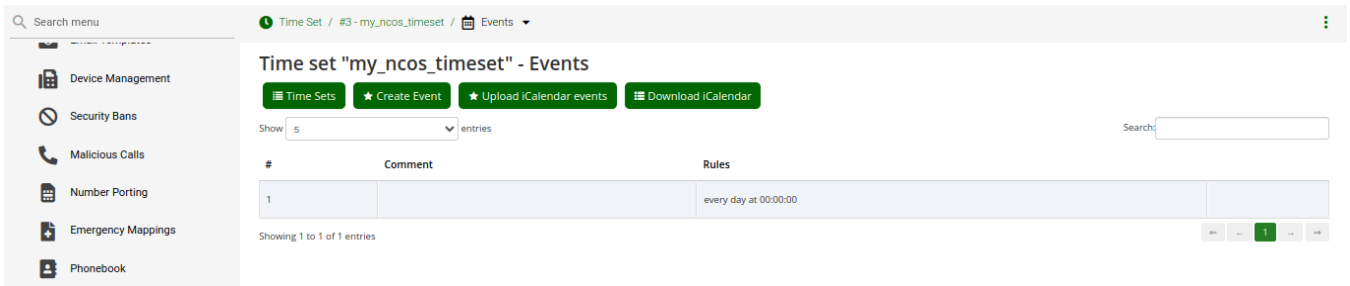 Search menu
Time Set / #3 - my_ncos_timeset / Events
Device Management
Security Bans
Malicious Calls
Number Porting
Emergency Mappings
Phonebook
Time set "my_ncos_timeset" - Events
Time Sets
Create Event
Upload iCalendar events
Download iCalendar
Show 5 entries
Search:
# Comment Rules
1 every day at 00:00:00
Showing 1 to 1 of 1 entries
⇐ ← 1 → ⇒